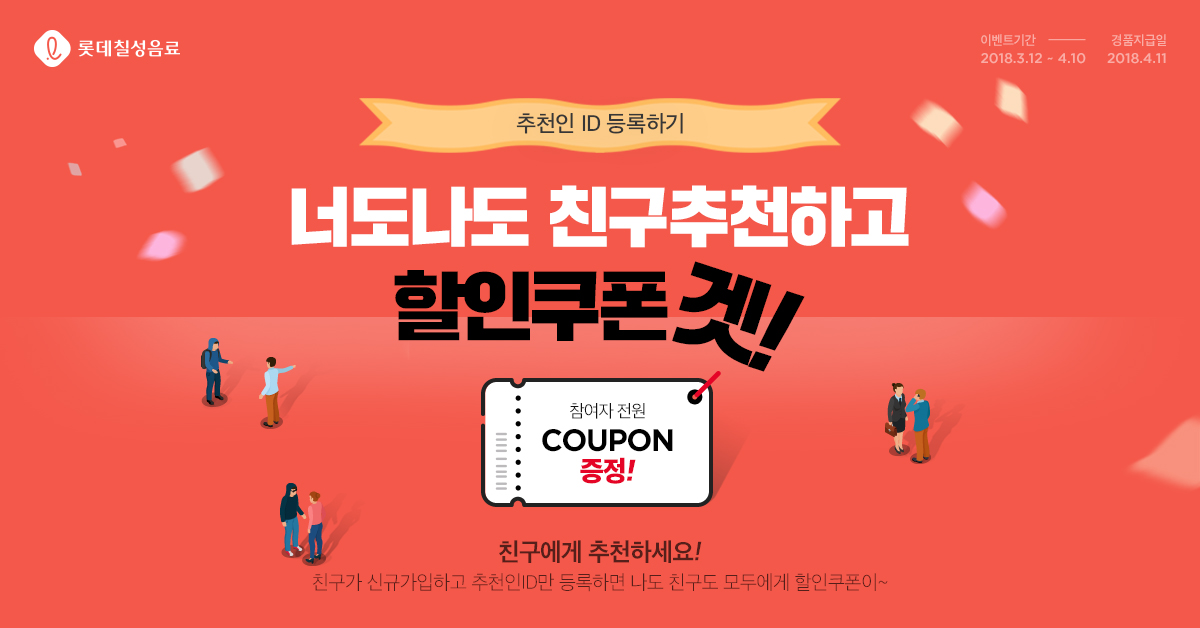 롯데칠성음료
이벤트기간
2018.3.12 - 4.10
경품지급일
2018.4.11
추천인 ID 등록하기
너도나도 친구추천하고
할인쿠폰 겟!
참여자 전원
COUPON
증정!
친구에게 추천하세요!
친구가 신규가입하고 추천인ID만 등록하면 나도 친구도 모두에게 할인쿠폰이~